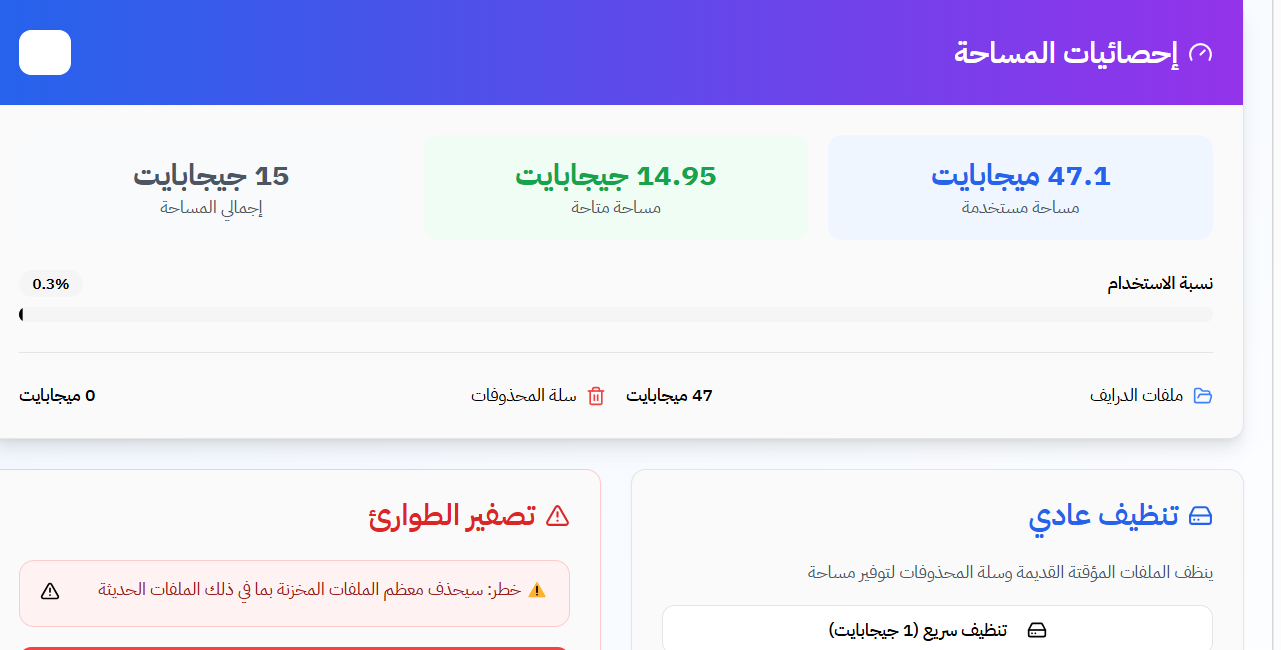 إحصائيات المساحة
47.1 ميجابايت
مساحة مستخدمة
14.95 جيجابايت
مساحة متاحة
15 جيجابايت
إجمالي المساحة
نسبة الاستخدام
0.3%
ملفات الدرايف
47 ميجابايت
سلة المحذوفات
0 ميجابايت
تنظيف عادي
ينظف الملفات المؤقتة القديمة وسلة المحذوفات لتوفير مساحة
تنظيف سريع (1 جيجابايت)
تصفير الطوارئ
⚠️ خطر: سيحذف معظم الملفات المخزنة بما في ذلك الملفات الحديثة